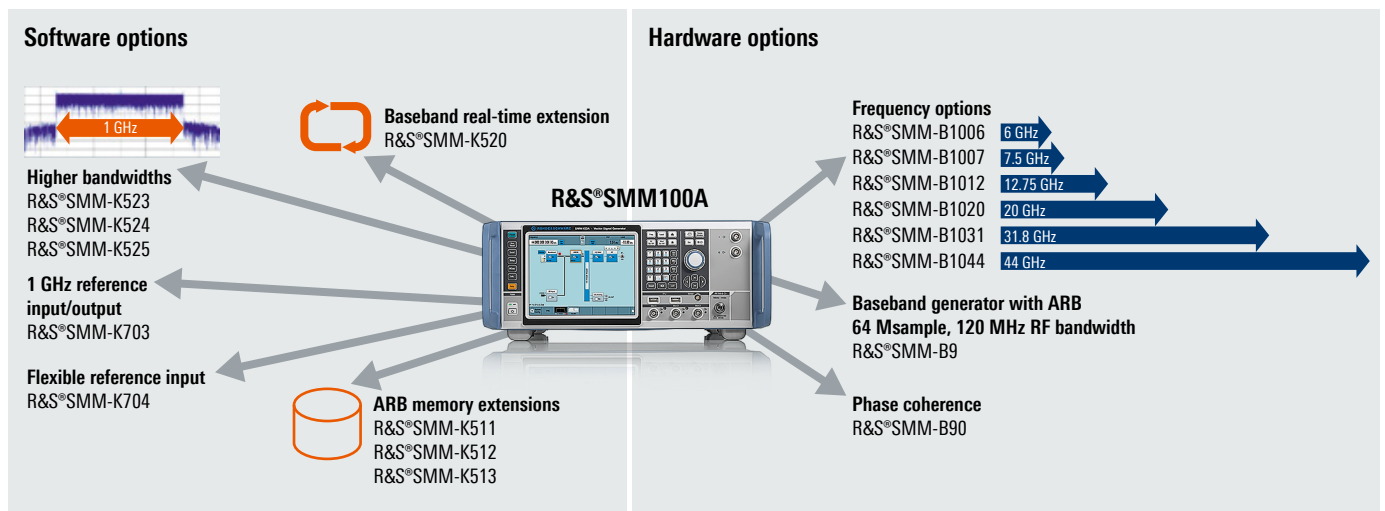 Software options
1 GHz
Higher bandwidths
R&S®SMM-K523
R&S®SMM-K524
R&S®SMM-K525
1 GHz reference
input/output
R&S®SMM-K703
Flexible reference input
R&S®SMM-K704
Baseband real-time extension
R&S®SMM-K520
ARB memory extensions
R&S®SMM-K511
R&S®SMM-K512
R&S®SMM-K513
R&S®SMM100A
Hardware options
Frequency options
R&S®SMM-B1006 6 GHz
R&S®SMM-B1007 7.5 GHz
R&S®SMM-B1012 12.75 GHz
R&S®SMM-B1020 20 GHz
R&S®SMM-B1031 31.8 GHz
R&S®SMM-B1044 44 GHz
Baseband generator with ARB
64 Msample, 120 MHz RF bandwidth
R&S®SMM-B9
Phase coherence
R&S®SMM-B90